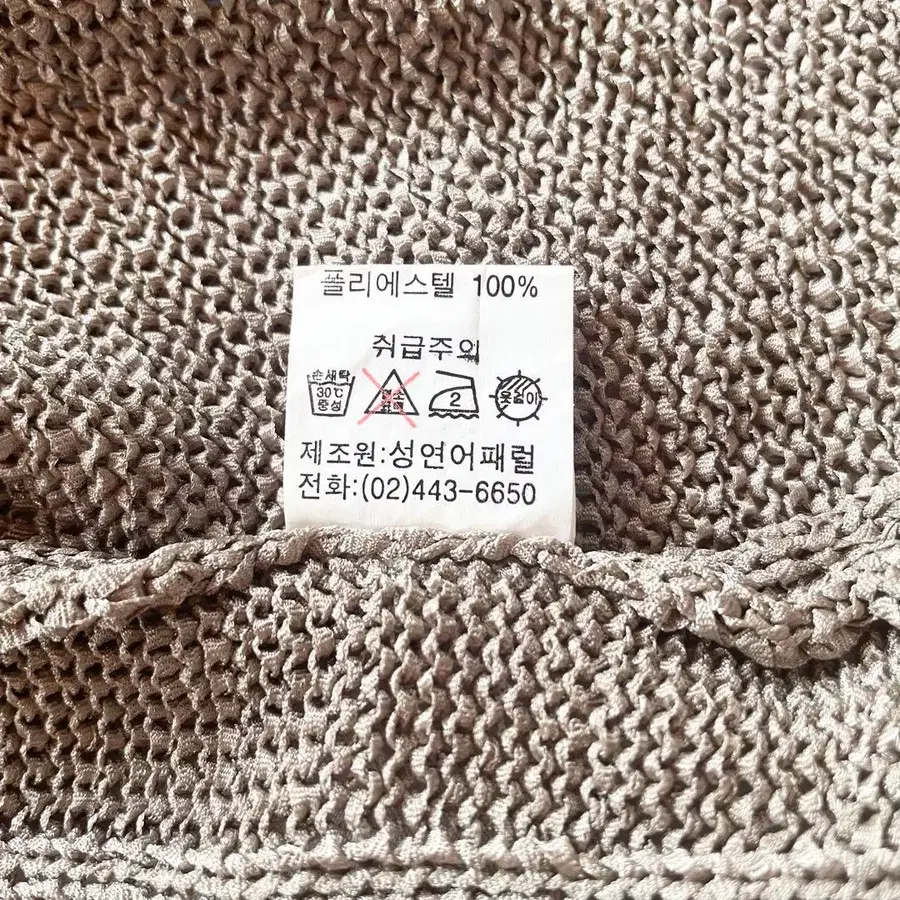 폴리에스텔 100%
취급주의
손세탁 30℃ 중성 염소표백 2 옷걸이
제조원:성연어패럴
전화:(02)443-6650